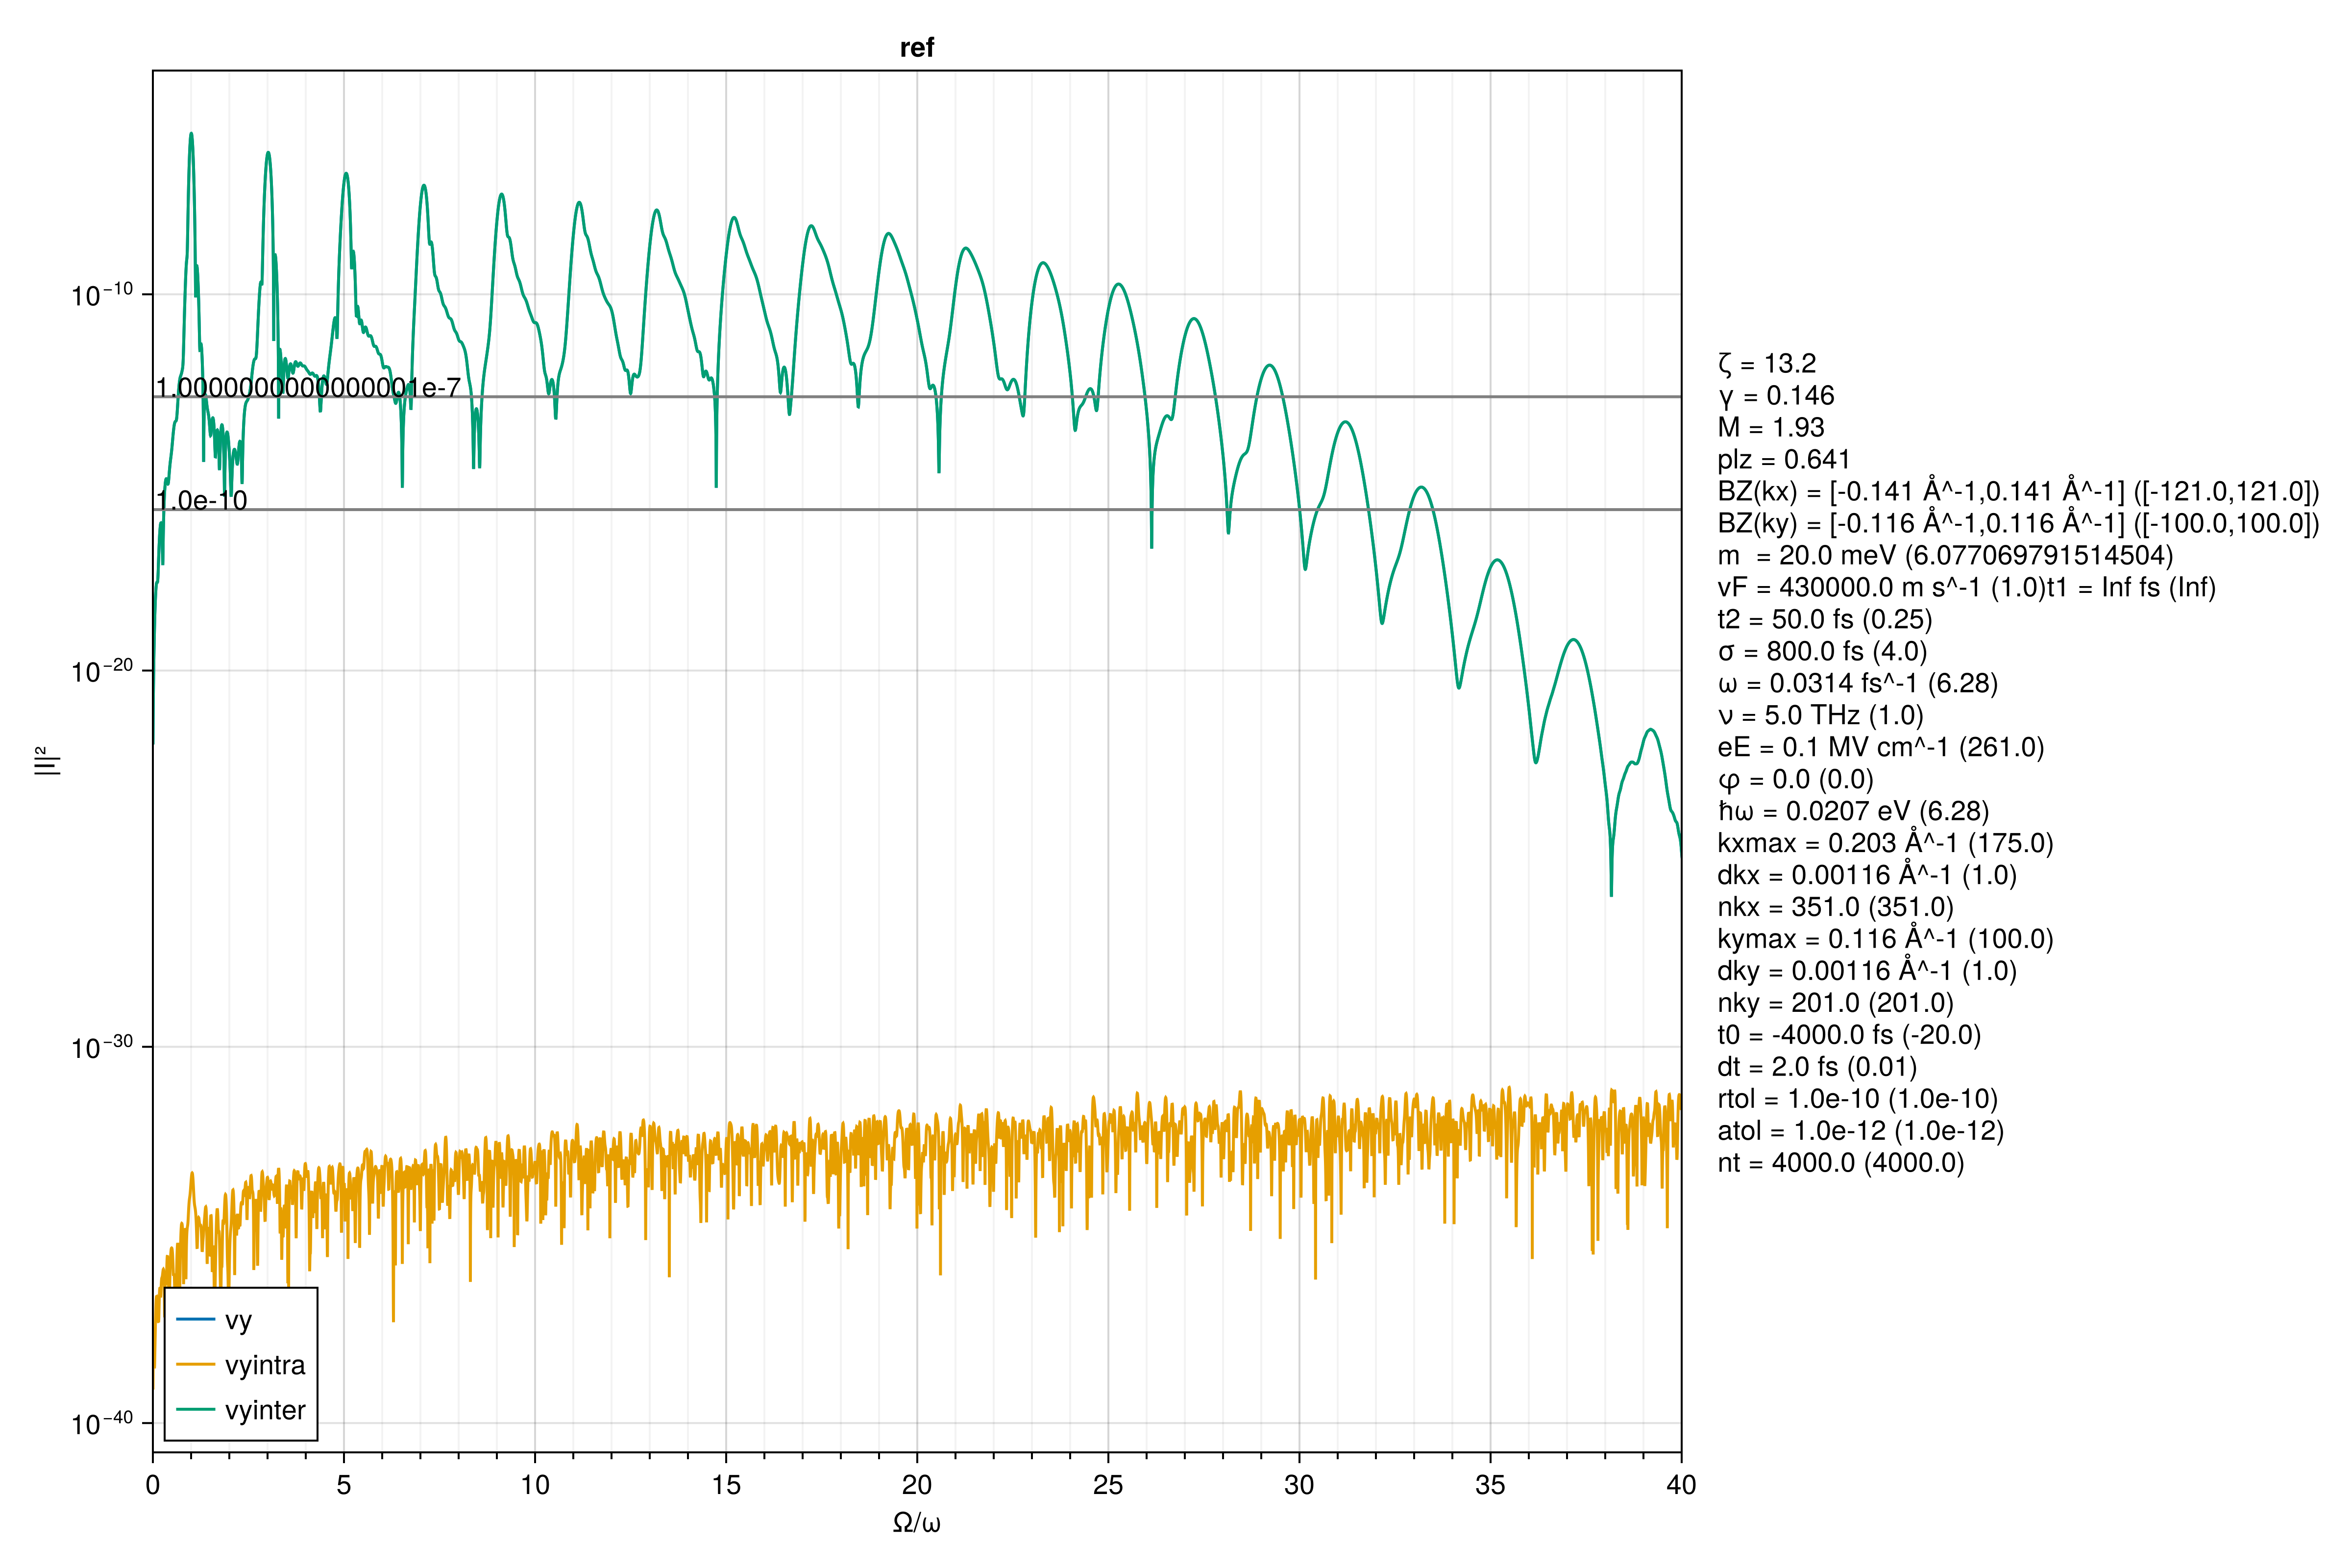 ref
|I|²
10⁻¹⁰
10⁻²⁰
10⁻³⁰
10⁻⁴⁰
1.0000000000000001e-7
1.0e-10
vy
vyintra
vyinter
0 5 10 15 20 25 30 35 40
Ω/ω
ζ = 13.2
γ = 0.146
M = 1.93
plz = 0.641
BZ(kx) = [-0.141 Å^-1,0.141 Å^-1] ([-121.0,121.0])
BZ(ky) = [-0.116 Å^-1,0.116 Å^-1] ([-100.0,100.0])
m  = 20.0 meV (6.077069791514504)
vF = 430000.0 m s^-1 (1.0)t1 = Inf fs (Inf)
t2 = 50.0 fs (0.25)
σ = 800.0 fs (4.0)
ω = 0.0314 fs^-1 (6.28)
ν = 5.0 THz (1.0)
eE = 0.1 MV cm^-1 (261.0)
φ = 0.0 (0.0)
ħω = 0.0207 eV (6.28)
kxmax = 0.203 Å^-1 (175.0)
dkx = 0.00116 Å^-1 (1.0)
nkx = 351.0 (351.0)
kymax = 0.116 Å^-1 (100.0)
dky = 0.00116 Å^-1 (1.0)
nky = 201.0 (201.0)
t0 = -4000.0 fs (-20.0)
dt = 2.0 fs (0.01)
rtol = 1.0e-10 (1.0e-10)
atol = 1.0e-12 (1.0e-12)
nt = 4000.0 (4000.0)